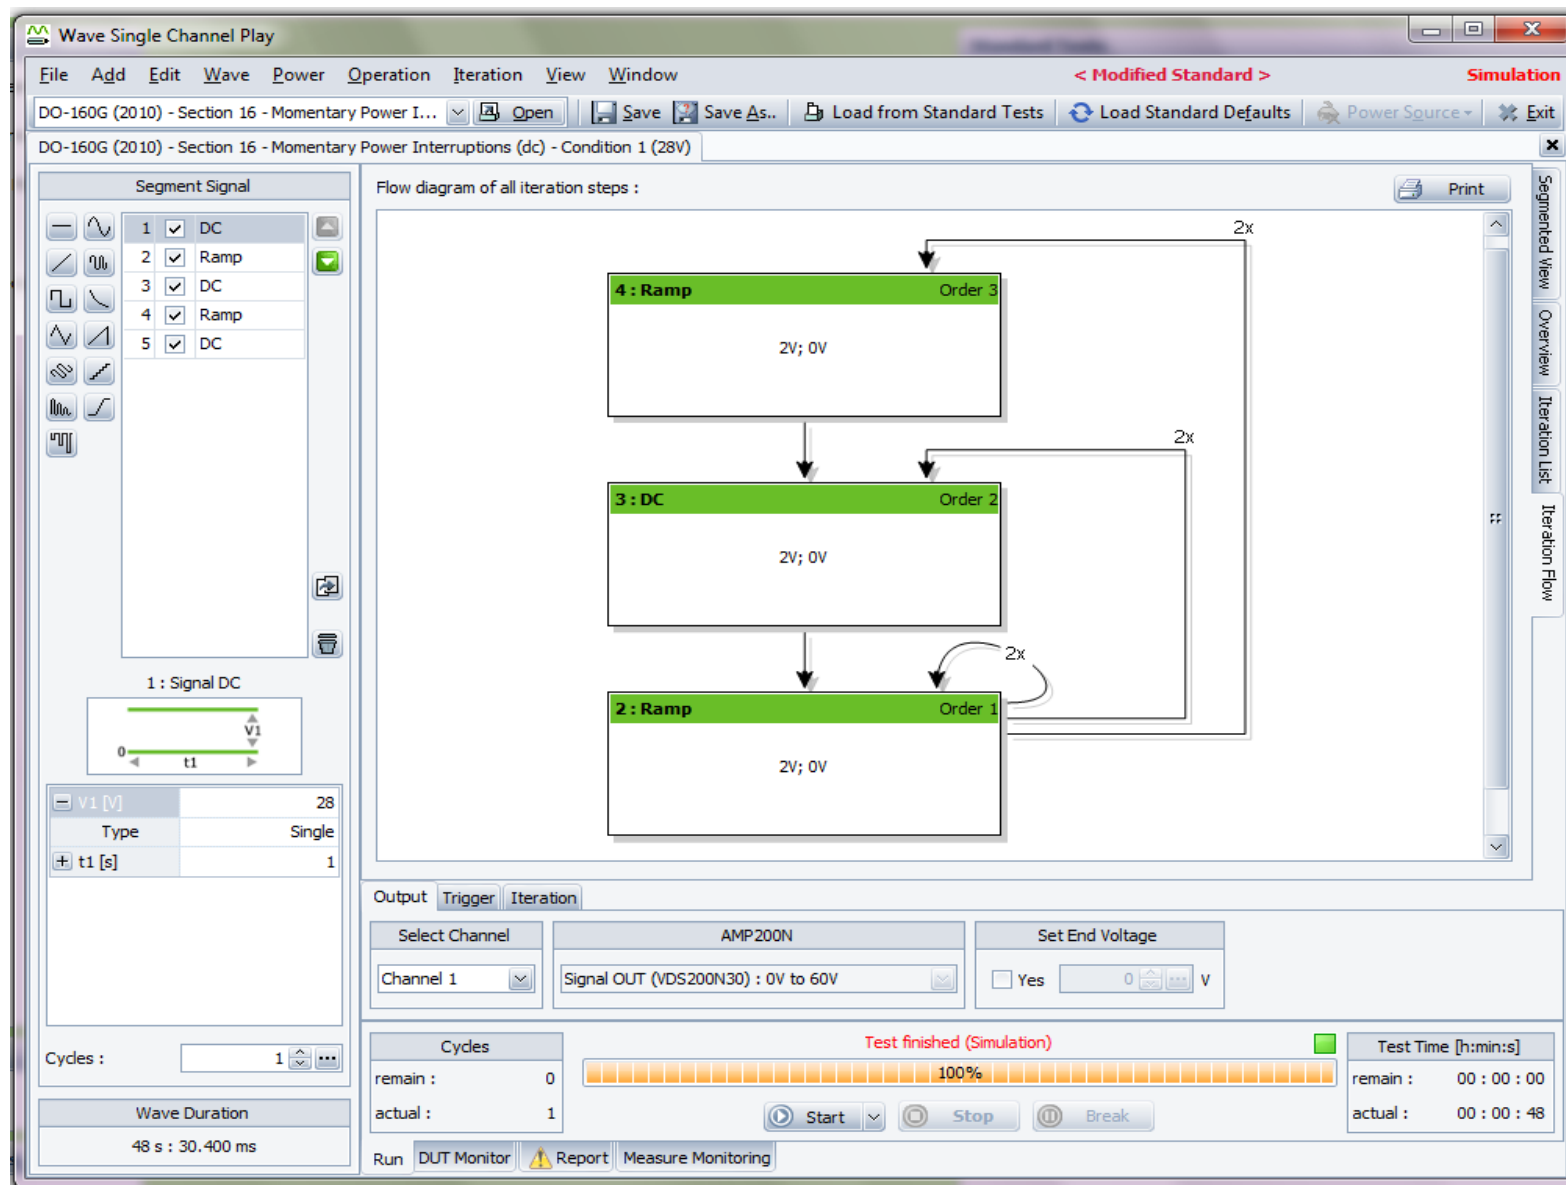 Wave Single Channel Play
File Add Edit Wave Power Operation Iteration View Window < Modified Standard > Simulation
DO-160G (2010) - Section 16 - Momentary Power I... Open Save Save As.. Load from Standard Tests Load Standard Defaults Power Source Exit
DO-160G (2010) - Section 16 - Momentary Power Interruptions (dc) - Condition 1 (28V)
Segment Signal
1 DC
2 Ramp
3 DC
4 Ramp
5 DC
1 : Signal DC
V1
0
t1
V1 [V] 28
Type Single
t1 [s] 1
Cycles : 1
Wave Duration
48 s : 30.400 ms
Flow diagram of all iteration steps :
Print
2x
4 : Ramp Order 3
2V; 0V
2x
3 : DC Order 2
2V; 0V
2x
2 : Ramp Order 1
2V; 0V
Segmented View
Overview
Iteration List
Iteration Flow
Output Trigger Iteration
Select Channel
Channel 1
AMP200N
Signal OUT (VDS200N30) : 0V to 60V
Set End Voltage
Yes 0 V
Cycles
remain : 0
actual : 1
Test finished (Simulation)
100%
Start Stop Break
Test Time [h:min:s]
remain : 00 : 00 : 00
actual : 00 : 00 : 48
Run DUT Monitor Report Measure Monitoring